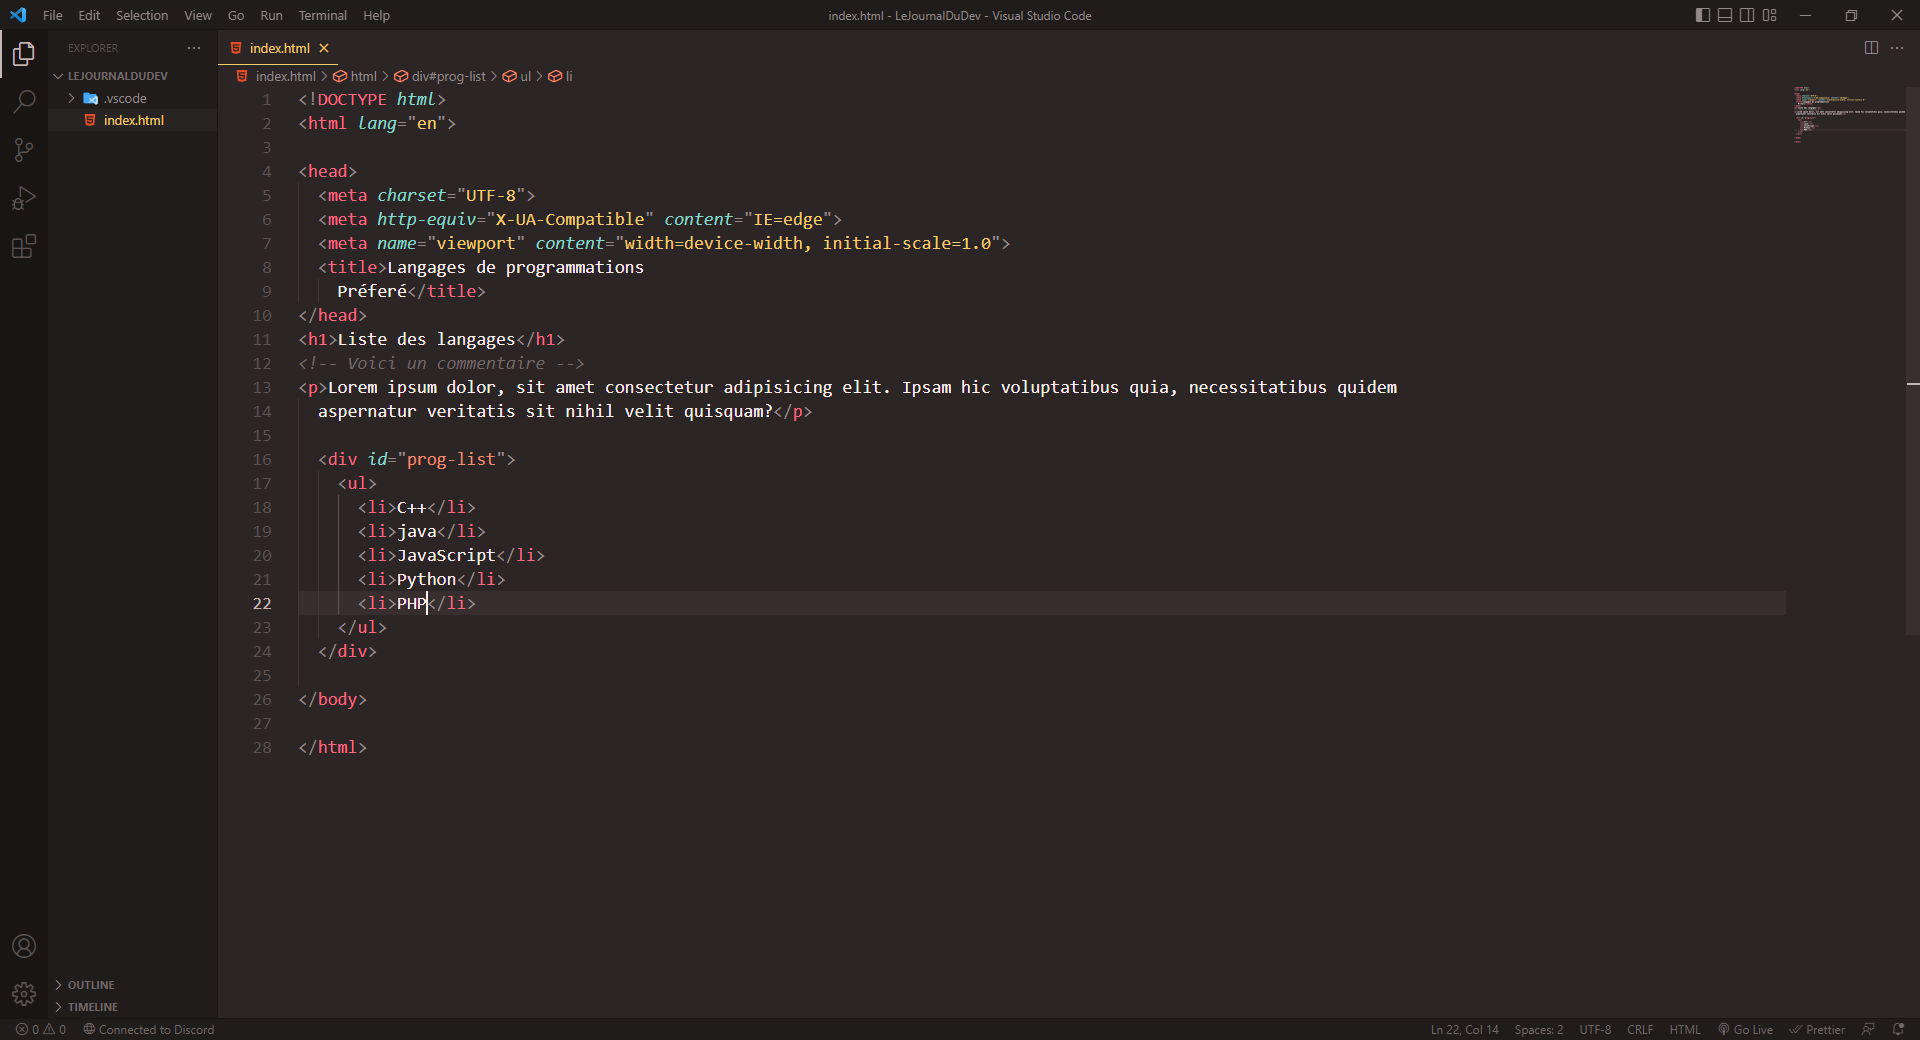 File Edit Selection View Go Run Terminal Help
index.html - LeJournalDuDev - Visual Studio Code
EXPLORER
LEJOURNALDUDEV
.vscode
index.html
index.html
index.html > html > div#prog-list > ul > li
1 <!DOCTYPE html>
2 <html lang="en">
3
4 <head>
5 <meta charset="UTF-8">
6 <meta http-equiv="X-UA-Compatible" content="IE=edge">
7 <meta name="viewport" content="width=device-width, initial-scale=1.0">
8 <title>Langages de programmations
9 Préferé</title>
10 </head>
11 <h1>Liste des langages</h1>
12 <!-- Voici un commentaire -->
13 <p>Lorem ipsum dolor, sit amet consectetur adipisicing elit. Ipsam hic voluptatibus quia, necessitatibus quidem
14 aspernatur veritatis sit nihil velit quisquam?</p>
15
16 <div id="prog-list">
17 <ul>
18 <li>C++</li>
19 <li>java</li>
20 <li>JavaScript</li>
21 <li>Python</li>
22 <li>PHP</li>
23 </ul>
24 </div>
25
26 </body>
27
28 </html>
OUTLINE
TIMELINE
0 0 Connected to Discord
Ln 22, Col 14 Spaces: 2 UTF-8 CRLF HTML Go Live Prettier